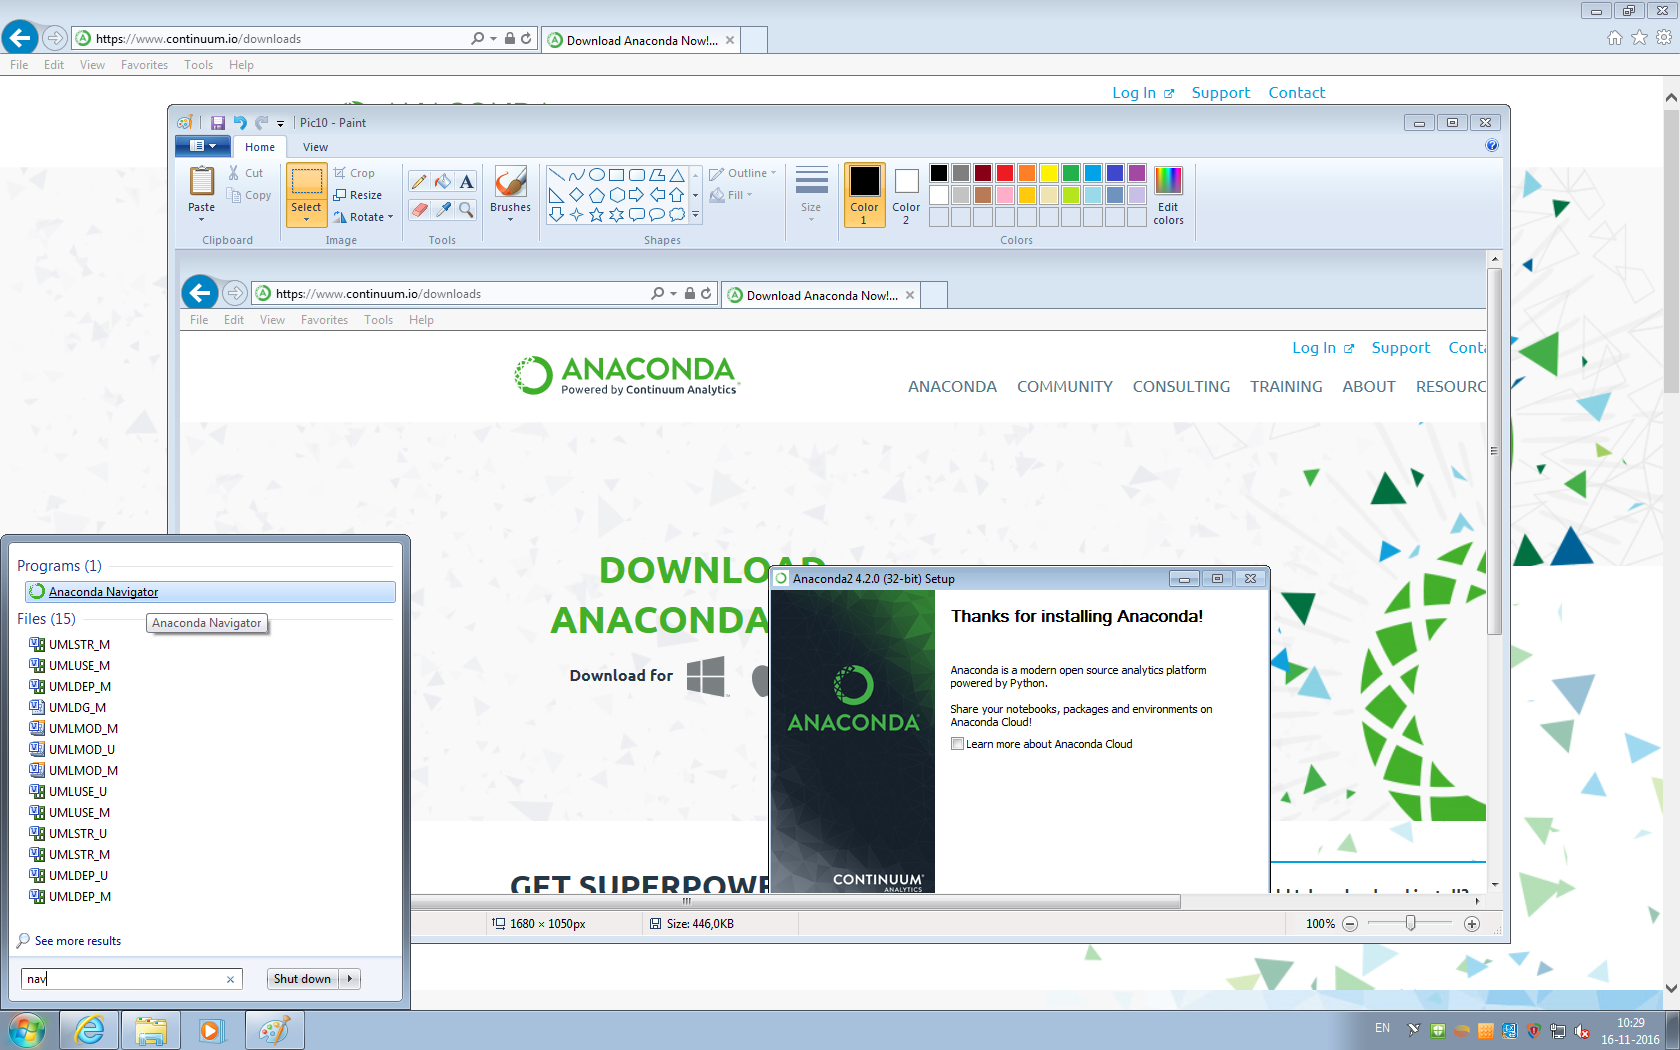 https://www.continuum.io/downloads
Download Anaconda Now!...
File Edit View Favorites Tools Help
Log In Support Contact
Pic10 - Paint
Home View
Paste
Cut
Copy
Clipboard
Select
Crop
Resize
Rotate
Image
Tools
Brushes
Shapes
Outline
Fill
Size
Color 1
Color 2
Edit colors
Colors
https://www.continuum.io/downloads
Download Anaconda Now!...
File Edit View Favorites Tools Help
Log In Support Conta
ANACONDA
Powered by Continuum Analytics
ANACONDA COMMUNITY CONSULTING TRAINING ABOUT RESOURC
DOWNLOAD
ANACONDA
Download for
GET SUPERPOWE
Anaconda2 4.2.0 (32-bit) Setup
Thanks for installing Anaconda!
Anaconda is a modern open source analytics platform
powered by Python.
Share your notebooks, packages and environments on
Anaconda Cloud!
Learn more about Anaconda Cloud
ANACONDA
CONTINUUM
ANALYTICS
1680 × 1050px
Size: 446,0KB
100%
Programs (1)
Anaconda Navigator
Files (15)
Anaconda Navigator
UMLSTR_M
UMLUSE_M
UMLDEP_M
UMLDG_M
UMLMOD_M
UMLMOD_U
UMLMOD_M
UMLUSE_U
UMLUSE_M
UMLSTR_U
UMLSTR_M
UMLDEP_U
UMLDEP_M
See more results
nav
Shut down
EN
10:29
16-11-2016